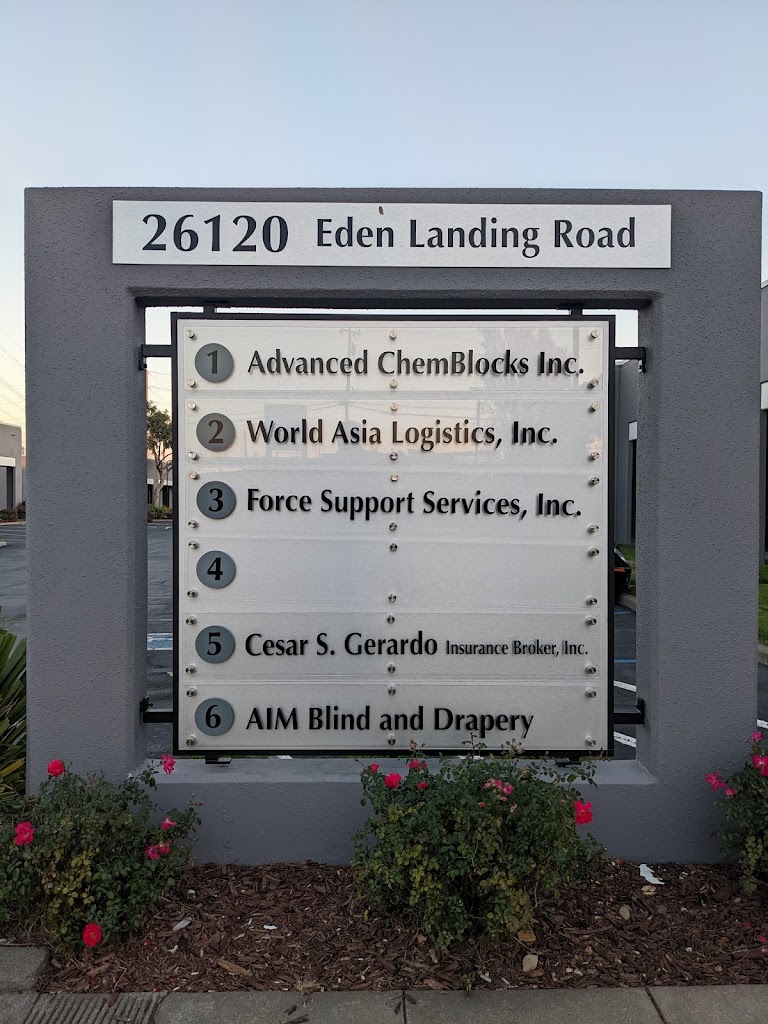 26120 Eden Landing Road
1 Advanced ChemBlocks Inc.
2 World Asia Logistics, Inc.
3 Force Support Services, Inc.
4
5 Cesar S. Gerardo Insurance Broker, Inc.
6 AIM Blind and Drapery